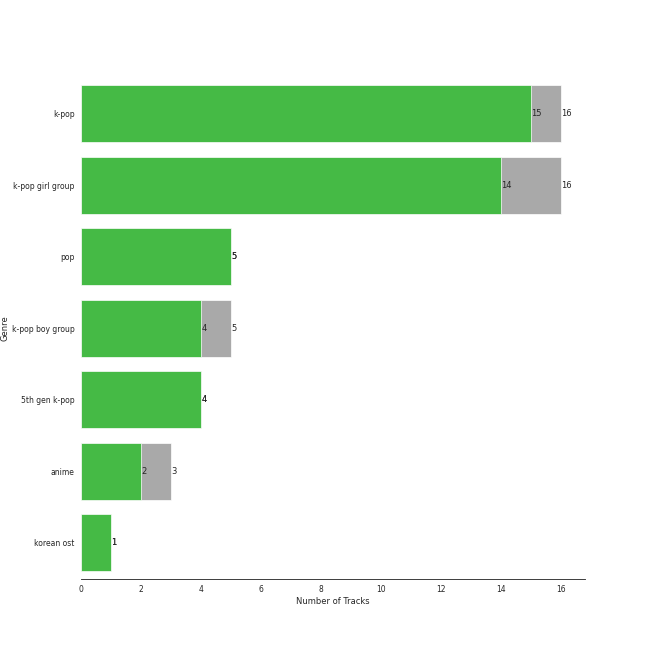 k-pop 15 16
k-pop girl group 14 16
pop 5
k-pop boy group 4 5
5th gen k-pop 4
anime 2 3
korean ost 1
Genre
0 2 4 6 8 10 12 14 16
Number of Tracks